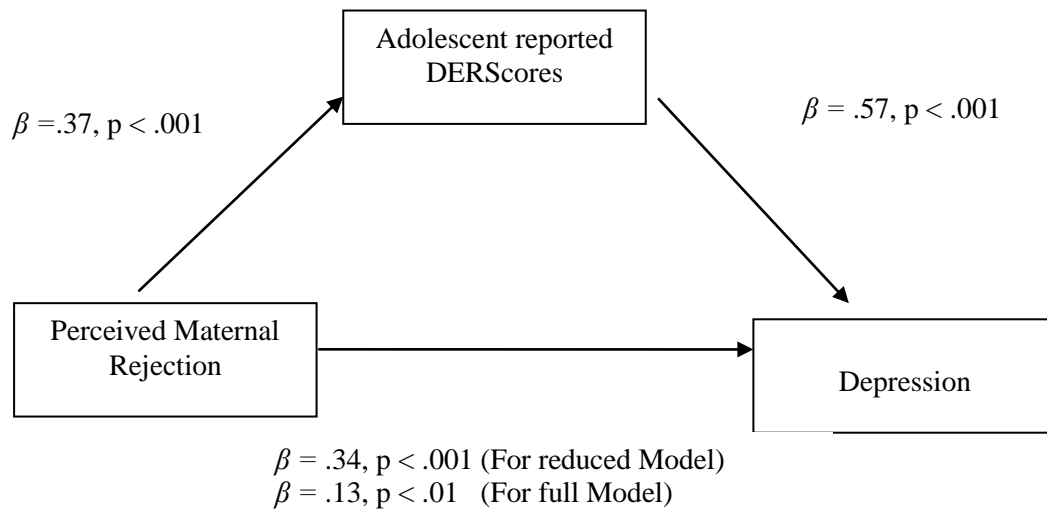 Adolescent reported
DERScores
β =.37, p < .001
β = .57, p < .001
Perceived Maternal
Rejection
Depression
β = .34, p < .001 (For reduced Model)
β = .13, p < .01 (For full Model)